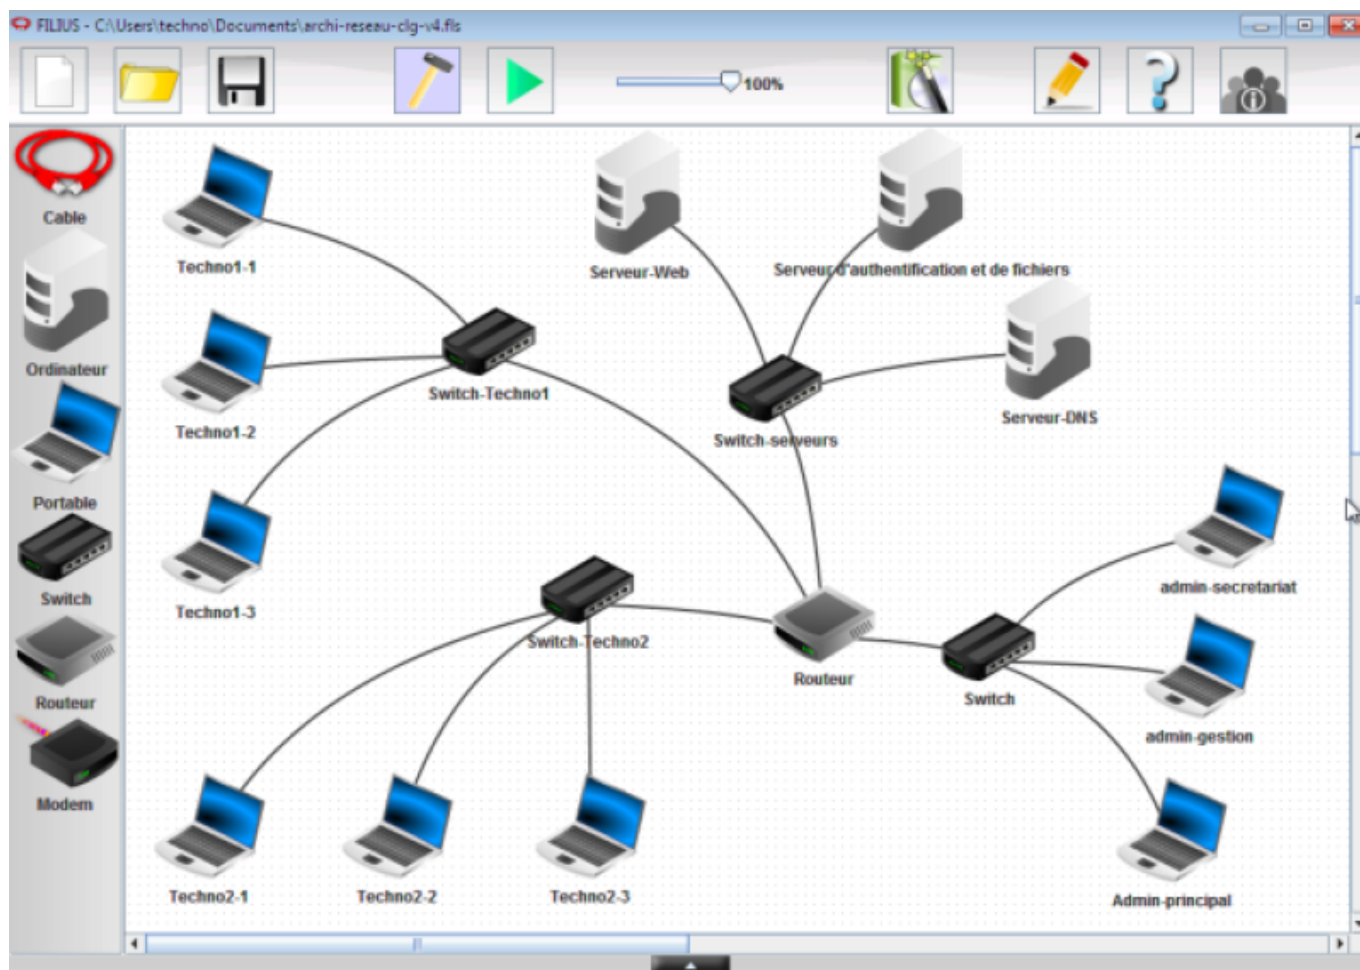 FILIUS - C:\Users\techno\Documents\archi-reseau-clg-v4.fls
100%
Cable
Ordinateur
Portable
Switch
Routeur
Modem
Techno1-1
Serveur-Web
Serveur d'authentification et de fichiers
Techno1-2
Switch-Techno1
Switch-serveurs
Serveur-DNS
Techno1-3
Switch-Techno2
Routeur
Switch
admin-secretariat
admin-gestion
Techno2-1
Techno2-2
Techno2-3
Admin-principal